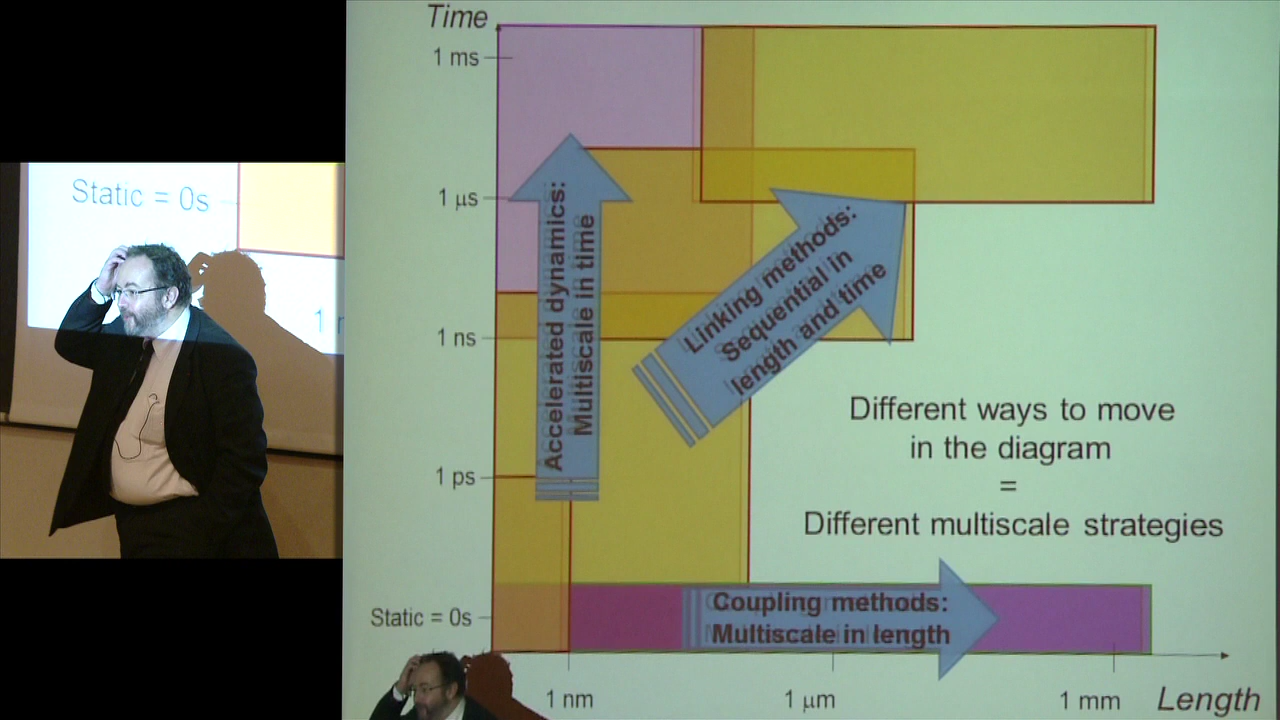 Time
1 ms
1 μs
1 ns
1 ps
Static = 0s
1 nm
1 μm
1 mm
Length
Accelerated dynamics:
Multiscale in time
Linking methods:
Sequential in
length and time
Different ways to move
in the diagram
=
Different multiscale strategies
Coupling methods:
Multiscale in length
Static = 0s